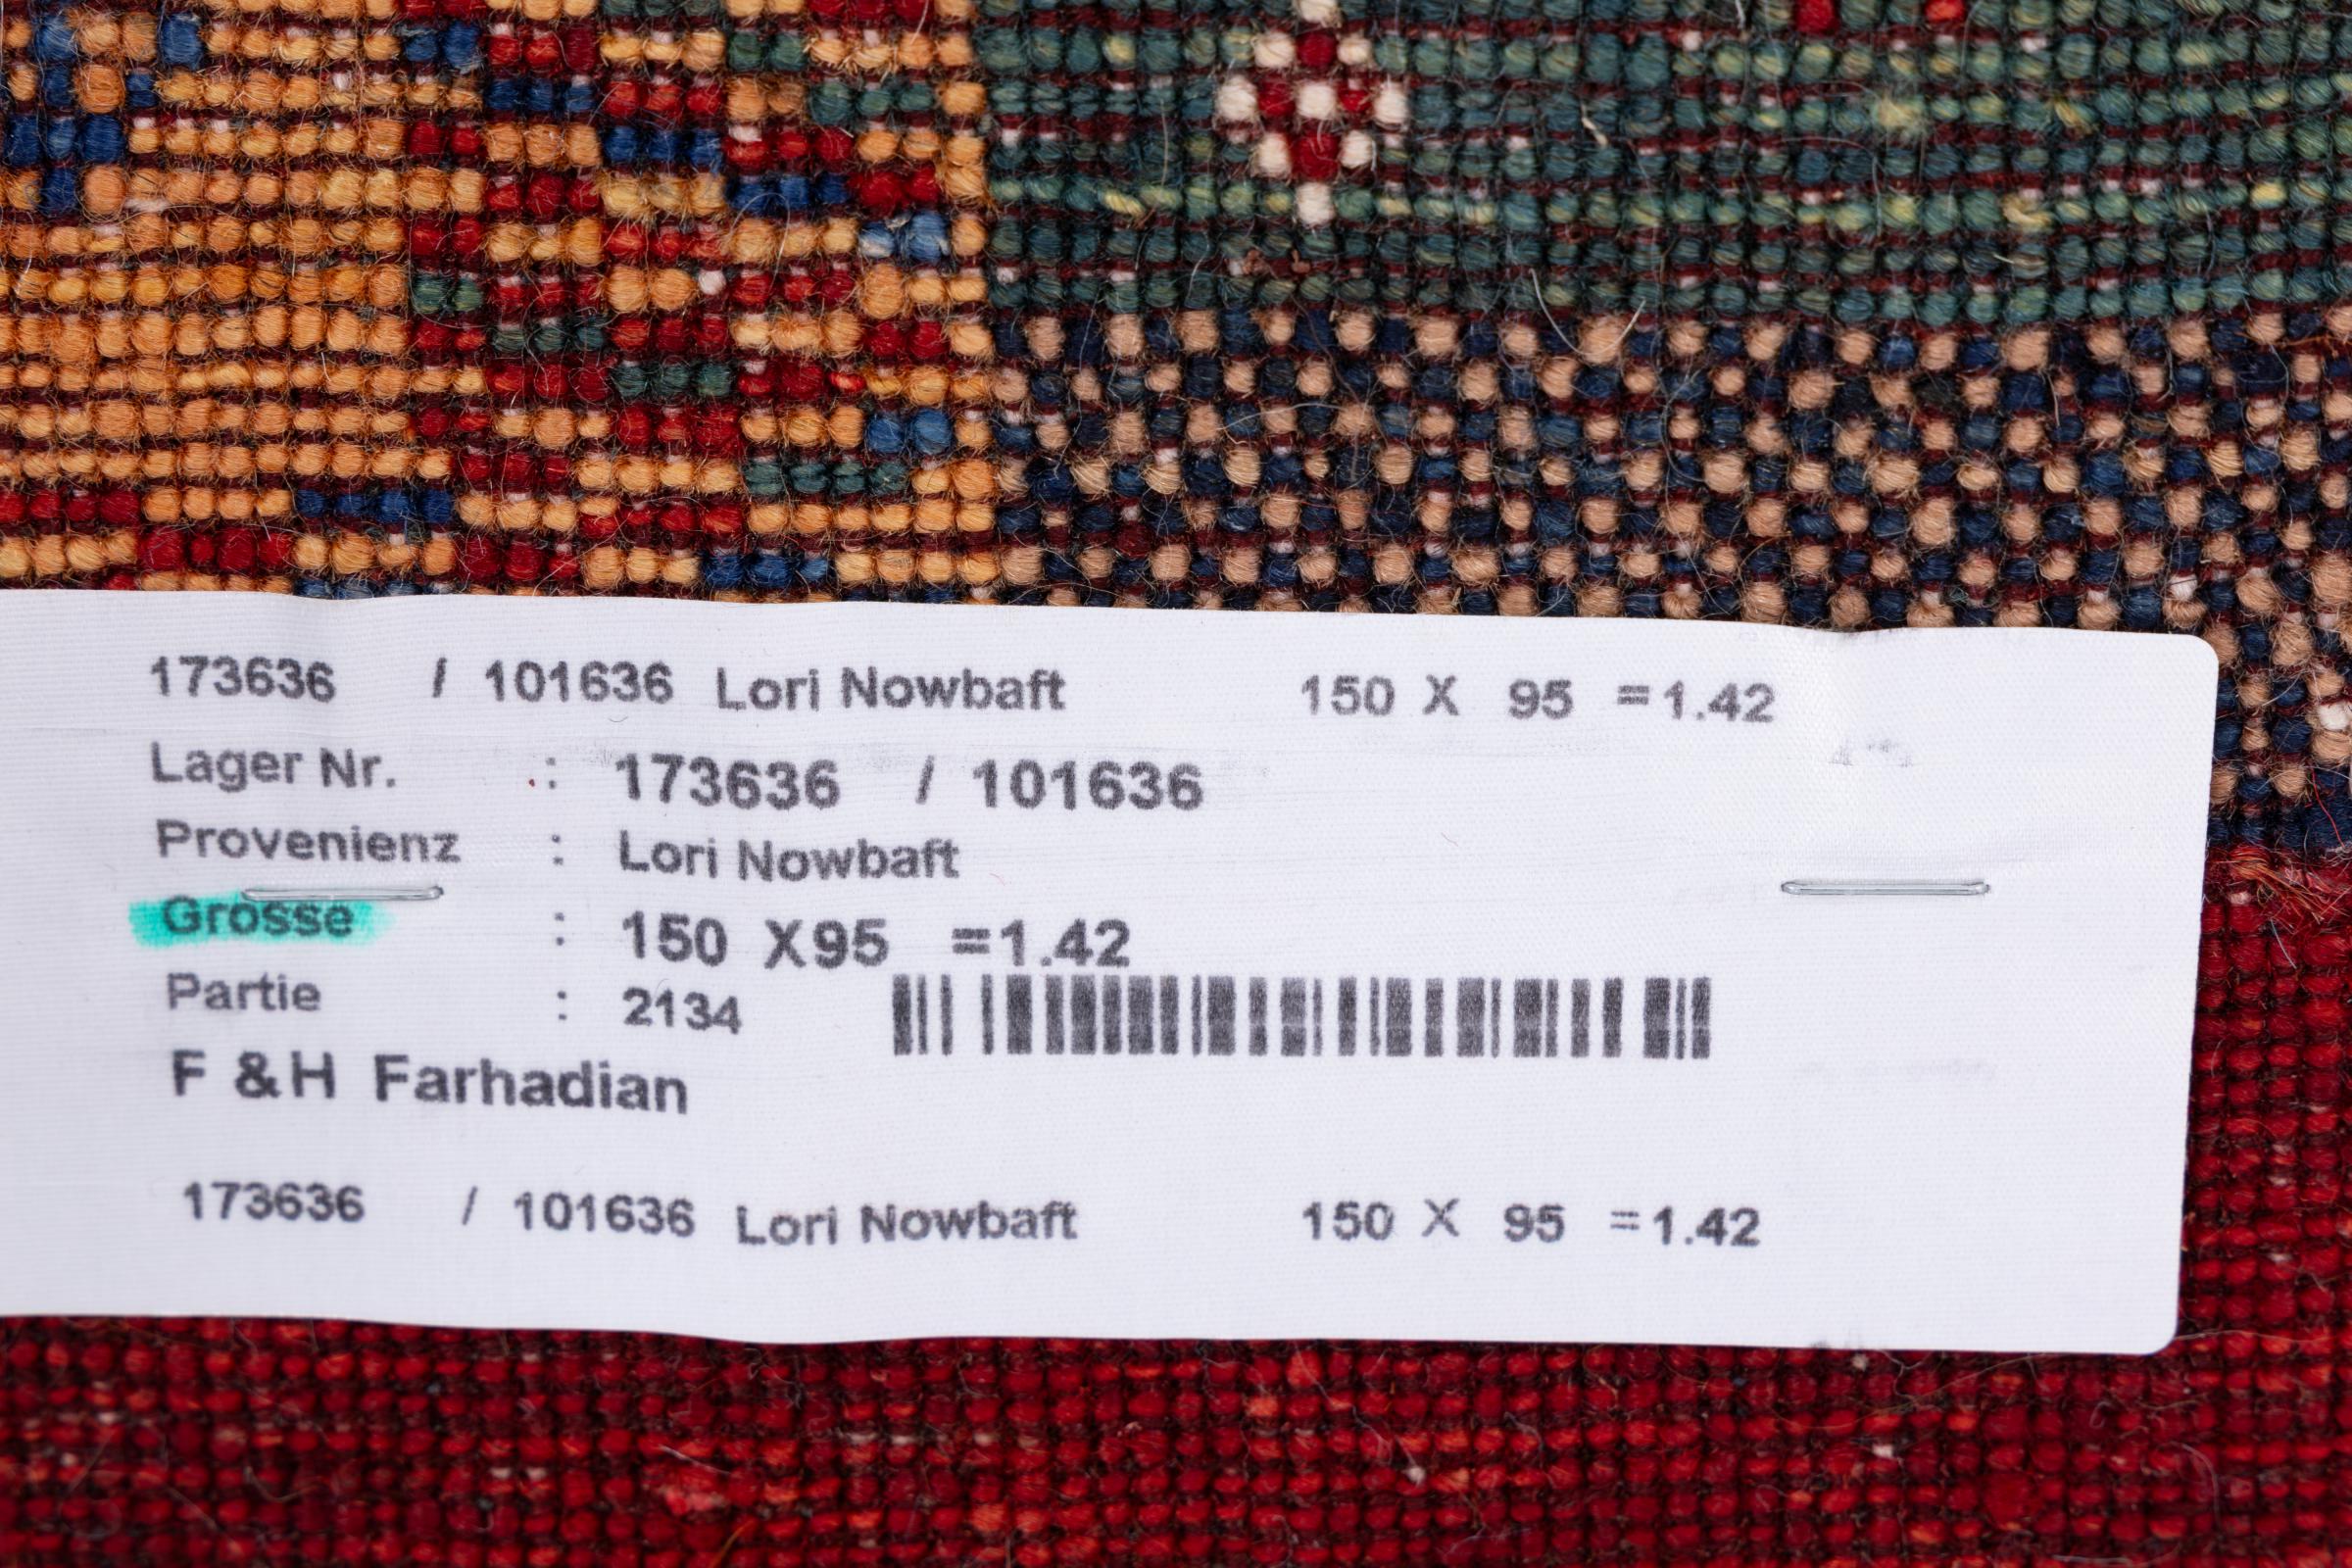 173636 / 101636 Lori Nowbaft 150 X 95 =1.42
Lager Nr. : 173636 / 101636
Provenienz : Lori Nowbaft
Grosse : 150 X95 =1.42
Partie : 2134
F & H Farhadian
173636 / 101636 Lori Nowbaft 150 X 95 =1.42